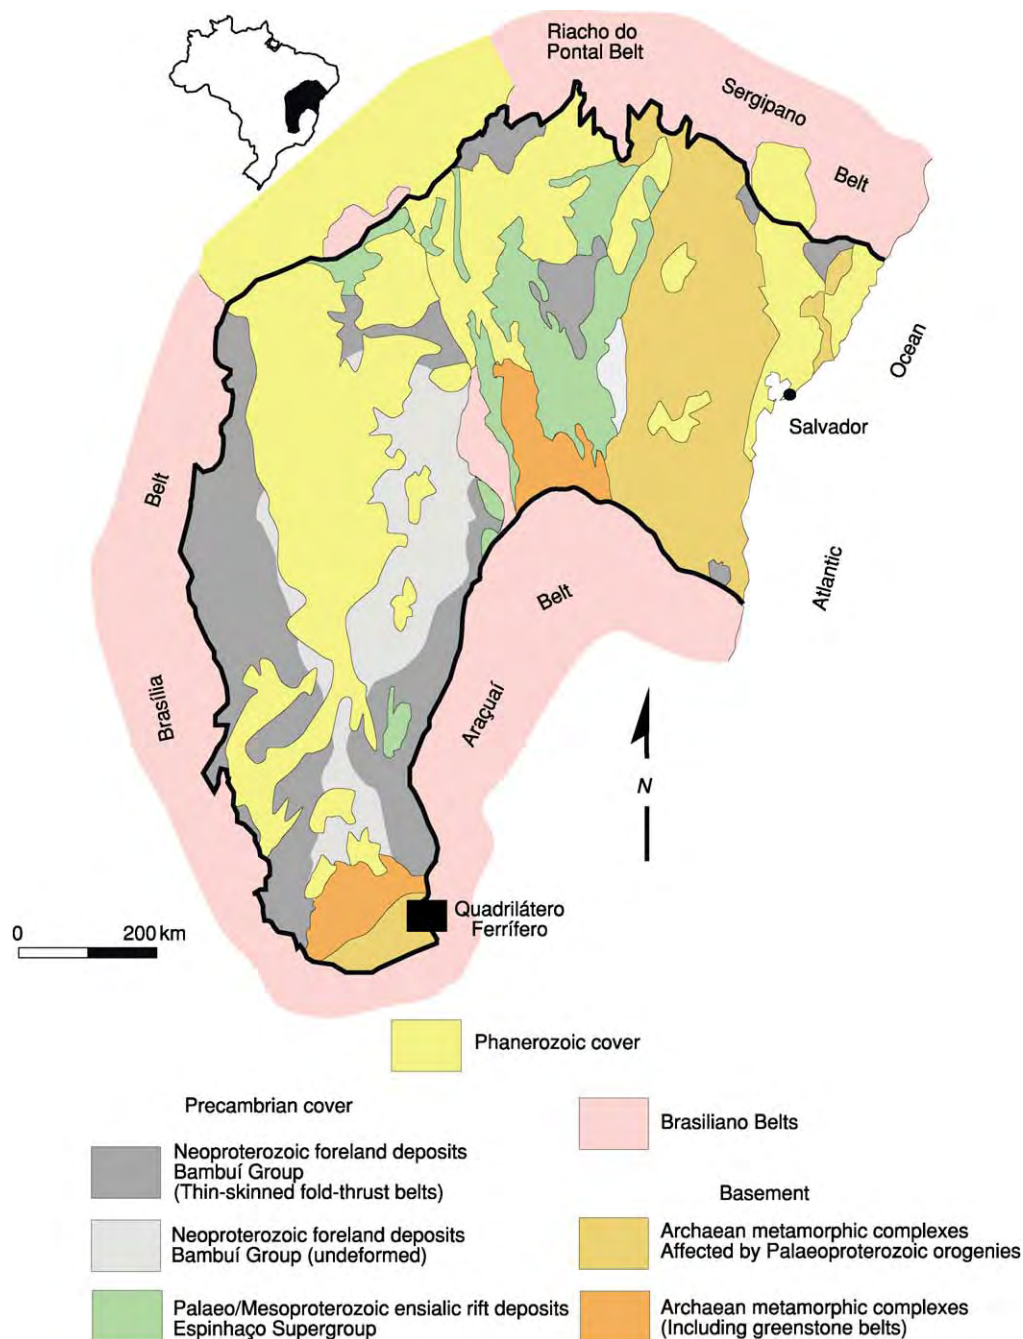 Riacho do
Pontal Belt
Sergipano
Belt
Ocean
Salvador
Atlantic
Belt
Brasília
Belt
Araçuaí
N
Quadrilátero
Ferrífero
0 200 km
Phanerozoic cover
Precambrian cover
Neoproterozoic foreland deposits
Bambuí Group
(Thin-skinned fold-thrust belts)
Neoproterozoic foreland deposits
Bambuí Group (undeformed)
Palaeo/Mesoproterozoic ensialic rift deposits
Espinhaço Supergroup
Brasiliano Belts
Basement
Archaean metamorphic complexes
Affected by Palaeoproterozoic orogenies
Archaean metamorphic complexes
(Including greenstone belts)